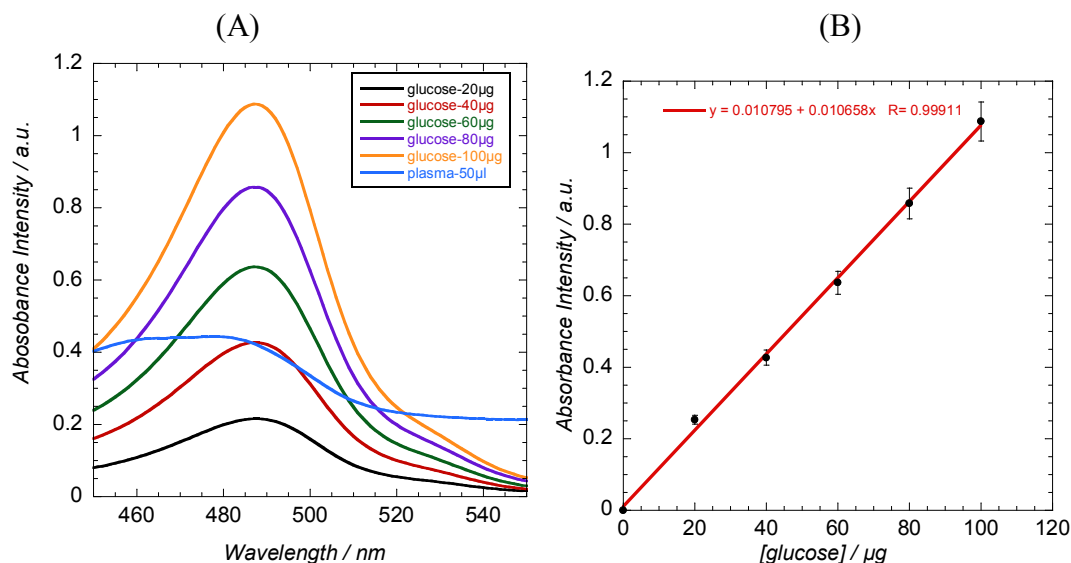 (A)
Abosobance Intensity / a.u.
1.2
1
0.8
0.6
0.4
0.2
0
glucose-20µg
glucose-40µg
glucose-60µg
glucose-80µg
glucose-100µg
plasma-50µl
460
480
500
520
540
Wavelength / nm
(B)
Absorbance Intensity / a.u.
1.2
1
0.8
0.6
0.4
0.2
0
y = 0.010795 + 0.010658x R= 0.99911
0
20
40
60
80
100
120
[glucose] / µg